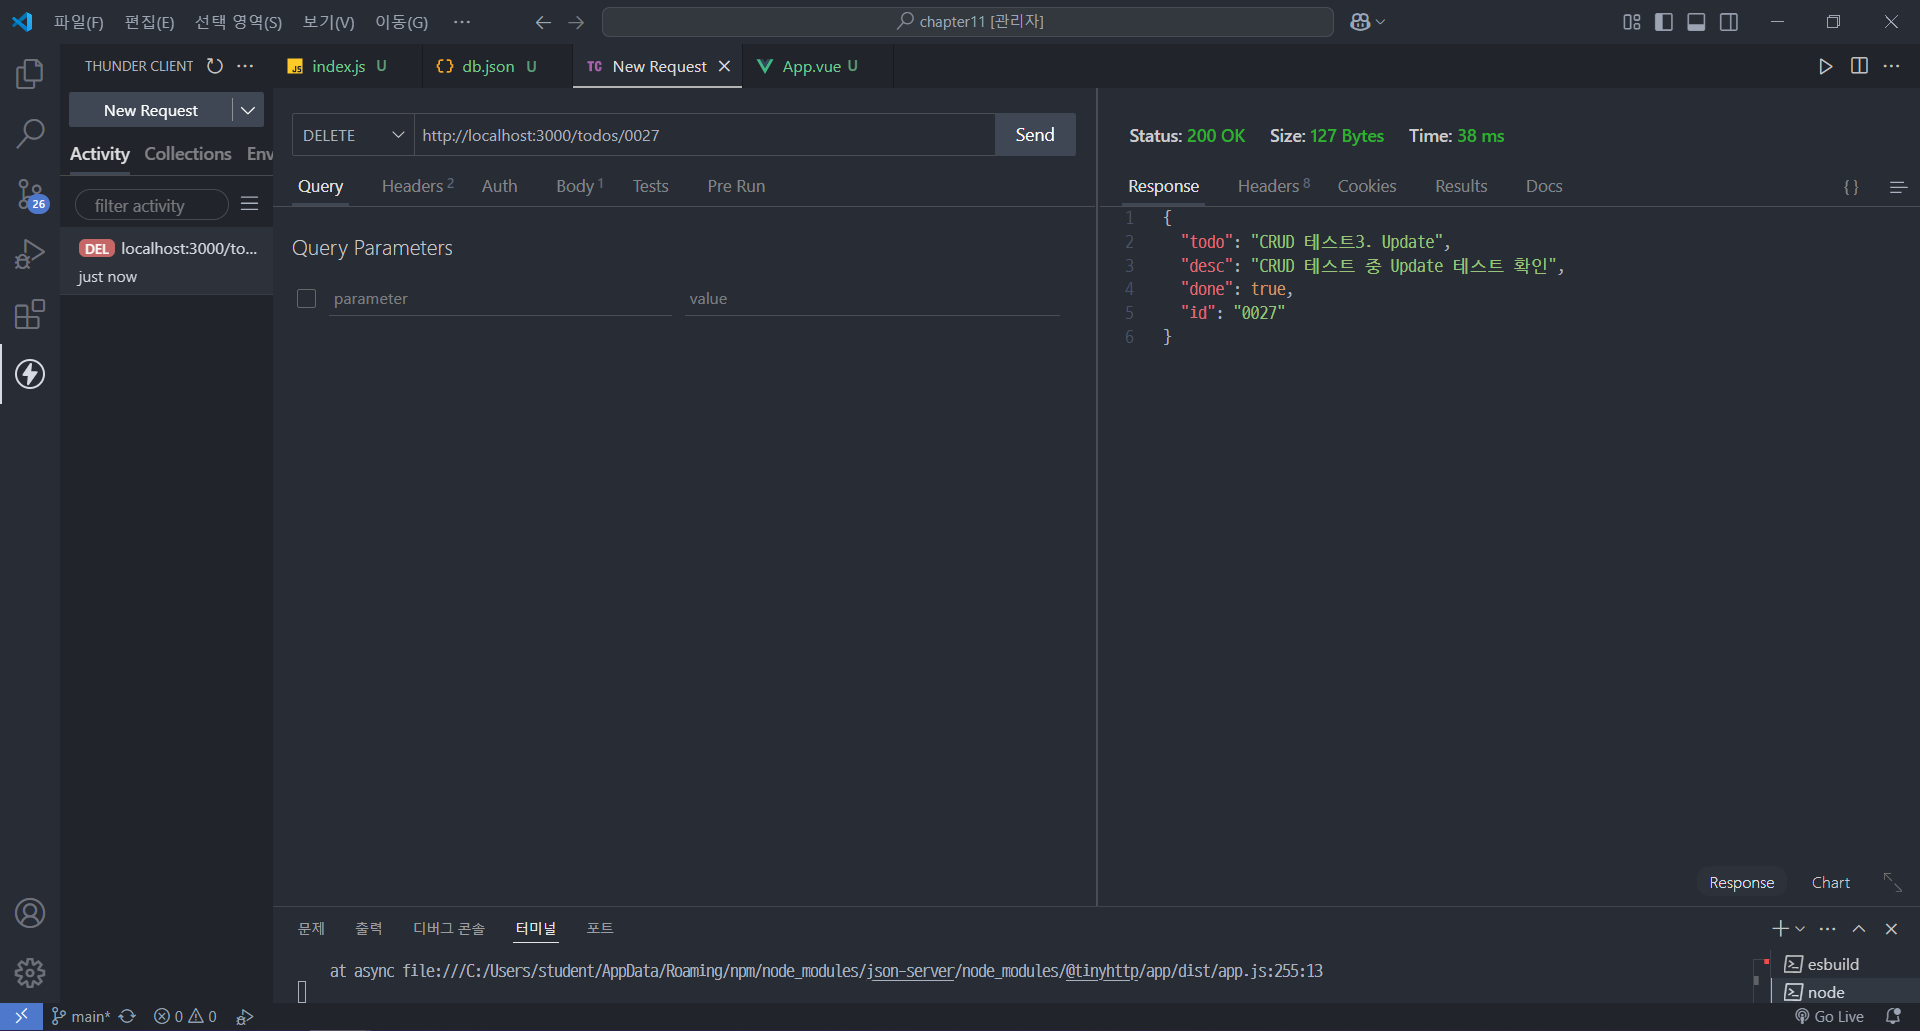 파일(F) 편집(E) 선택 영역(S) 보기(V) 이동(G) ··· chapter11 [관리자]
THUNDER CLIENT ··· JS index.js U {} db.json U TC New Request App.vue U ···
New Request
Activity Collections Env
filter activity
DEL localhost:3000/to...
just now
26
DELETE http://localhost:3000/todos/0027 Send
Query Headers 2 Auth Body 1 Tests Pre Run
Query Parameters
parameter value
Status: 200 OK Size: 127 Bytes Time: 38 ms
Response Headers 8 Cookies Results Docs { }
1 {
2 "todo": "CRUD 테스트3. Update",
3 "desc": "CRUD 테스트 중 Update 테스트 확인",
4 "done": true,
5 "id": "0027"
6 }
Response Chart
문제 출력 디버그 콘솔 터미널 포트 ···
at async file:///C:/Users/student/AppData/Roaming/npm/node_modules/json-server/node_modules/@tinyhttp/app/dist/app.js:255:13
esbuild
node
main* 0 0 Go Live